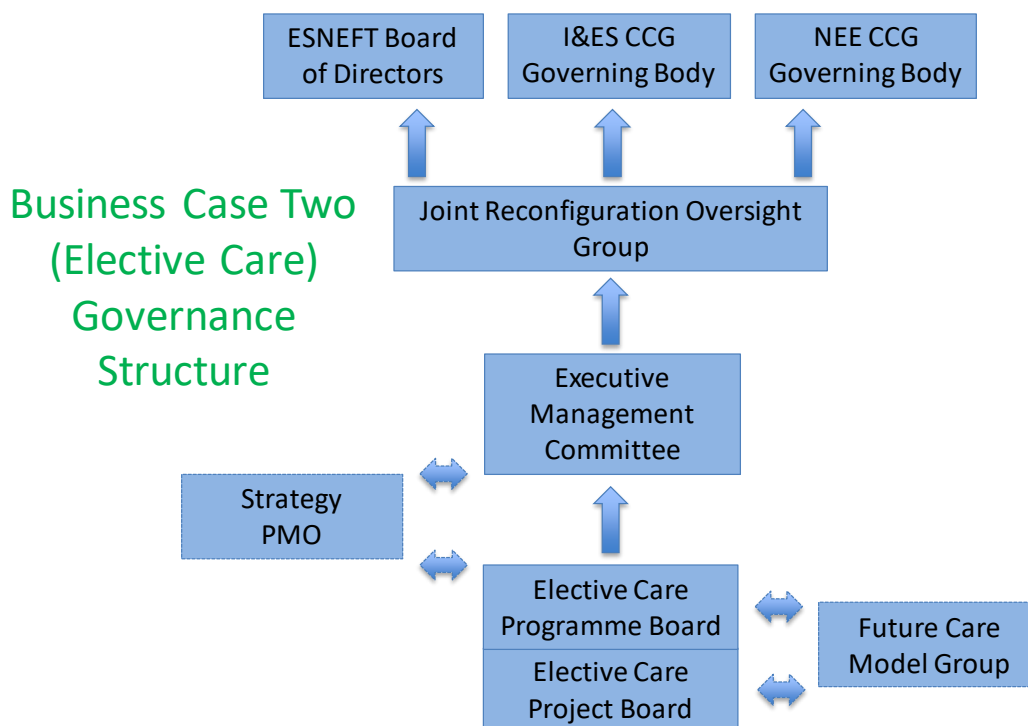 ESNEFT Board
of Directors
I&ES CCG
Governing Body
NEE CCG
Governing Body
Business Case Two
(Elective Care)
Governance
Structure
Joint Reconfiguration Oversight
Group
Executive
Management
Committee
Strategy
PMO
Elective Care
Programme Board
Elective Care
Project Board
Future Care
Model Group